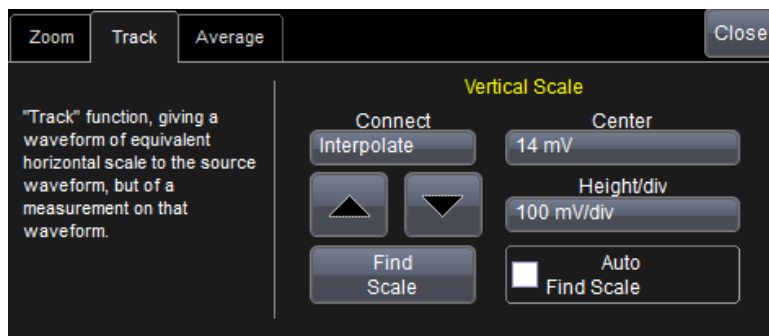 Zoom
Track
Average
Close
"Track" function, giving a
waveform of equivalent
horizontal scale to the source
waveform, but of a
measurement on that
waveform.
Vertical Scale
Connect
Interpolate
Center
14 mV
Height/div
100 mV/div
Find
Scale
Auto
Find Scale